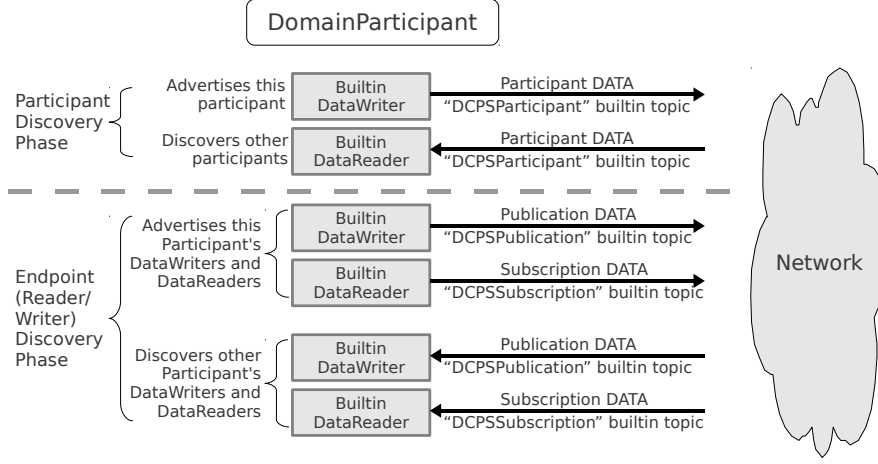 DomainParticipant
Participant
Discovery
Phase
Advertises this
participant
Builtin
DataWriter
Participant DATA
“DCPSParticipant” builtin topic
Discovers other
participants
Builtin
DataReader
Participant DATA
“DCPSParticipant” builtin topic
Endpoint
(Reader/
Writer)
Discovery
Phase
Advertises this
Participant's
DataWriters and
DataReaders
Builtin
DataWriter
Publication DATA
“DCPSPublication” builtin topic
Builtin
DataReader
Subscription DATA
“DCPSSubscription” builtin topic
Discovers other
Participant's
DataWriters and
DataReaders
Builtin
DataWriter
Publication DATA
“DCPSPublication” builtin topic
Builtin
DataReader
Subscription DATA
“DCPSSubscription” builtin topic
Network